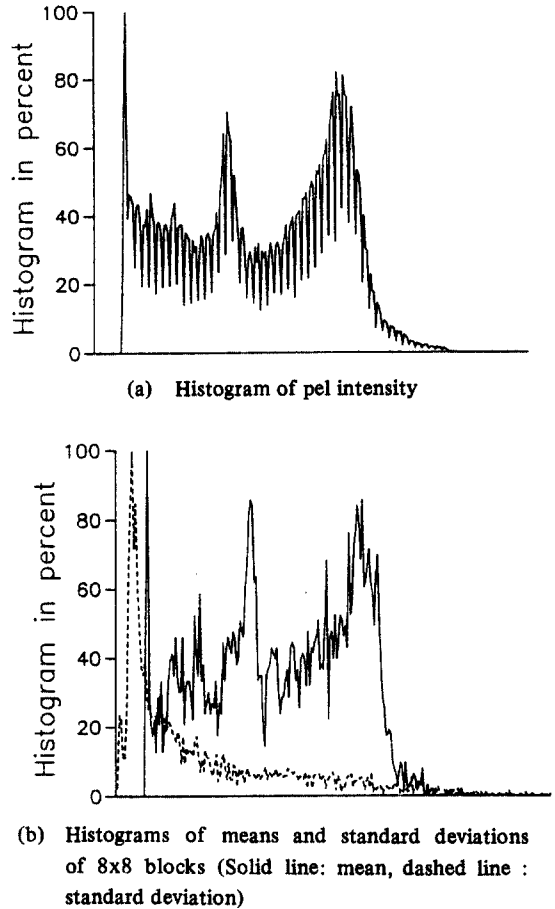 100
80
60
40
20
0
Histogram in percent
(a) Histogram of pel intensity
100
80
60
40
20
0
Histogram in percent
(b) Histograms of means and standard deviations
of 8x8 blocks (Solid line: mean, dashed line :
standard deviation)